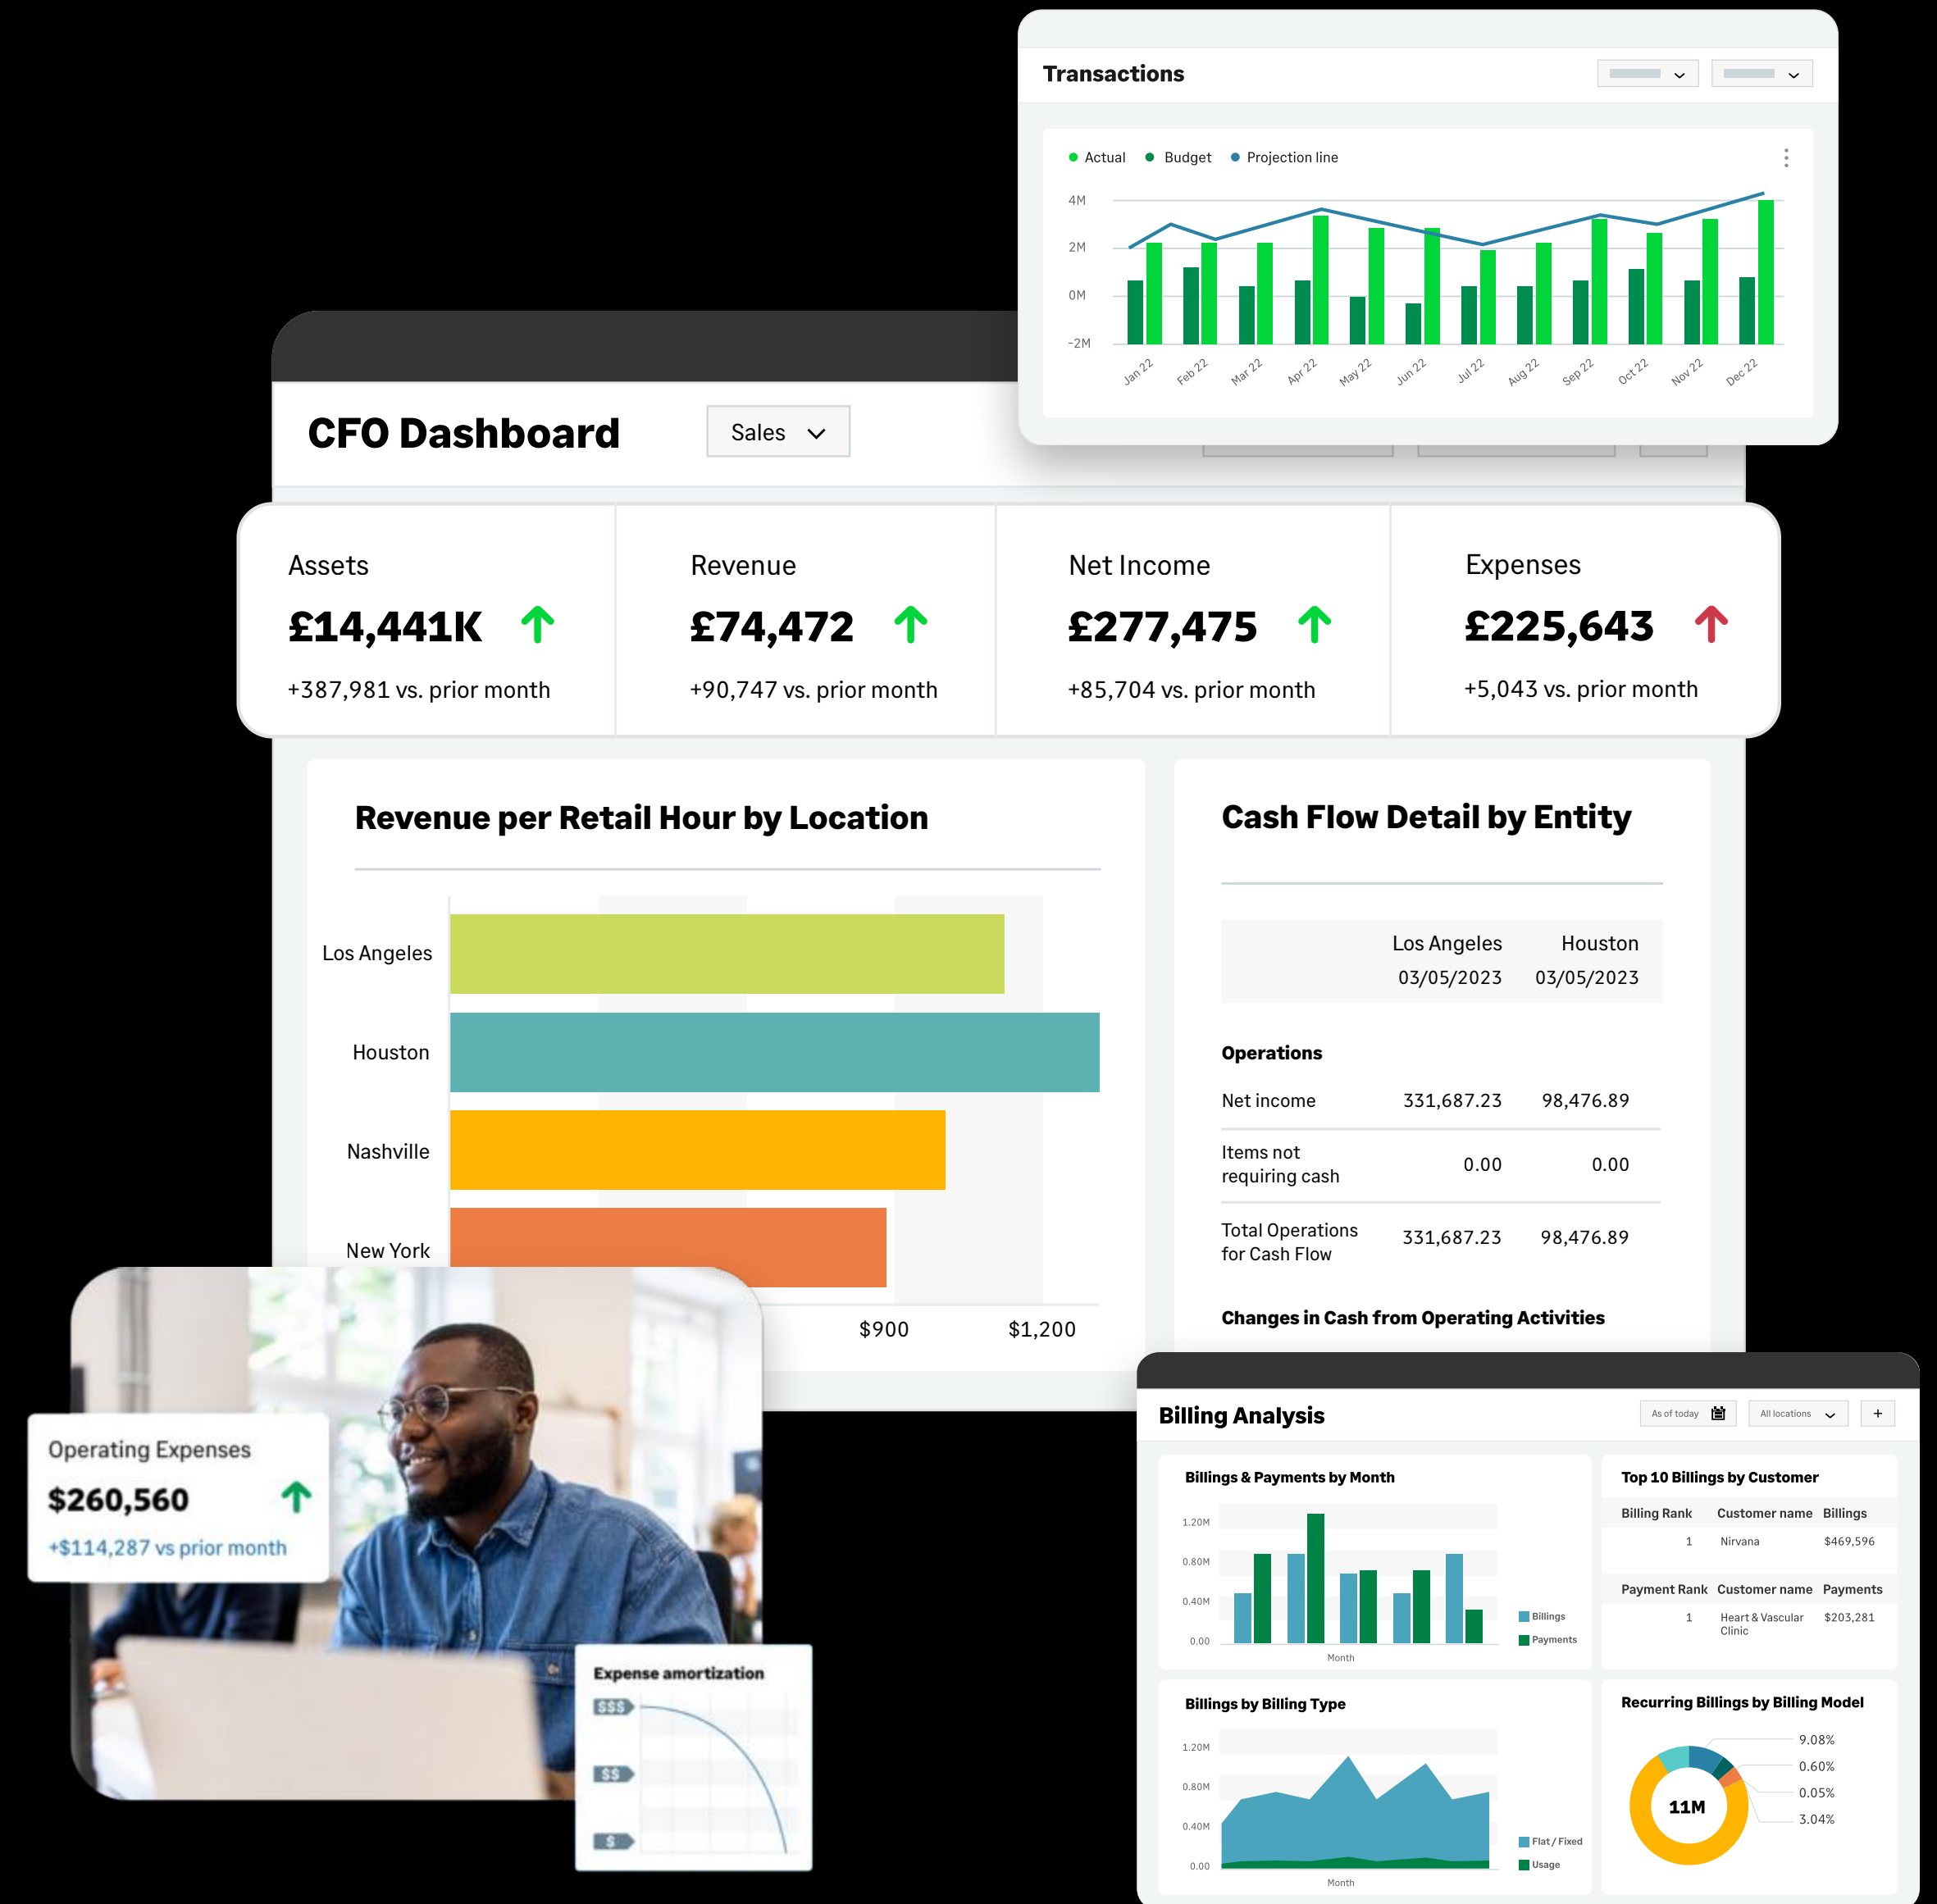 Transactions
Actual Budget Projection line
4M
2M
0M
-2M
Jan 22 Feb 22 Mar 22 Apr 22 May 22 Jun 22 Jul 22 Aug 22 Sep 22 Oct 22 Nov 22 Dec 22
CFO Dashboard
Sales
Assets
£14,441K
+387,981 vs. prior month
Revenue
£74,472
+90,747 vs. prior month
Net Income
£277,475
+85,704 vs. prior month
Expenses
£225,643
+5,043 vs. prior month
Revenue per Retail Hour by Location
Los Angeles
Houston
Nashville
New York
$900 $1,200
Cash Flow Detail by Entity
Los Angeles Houston
03/05/2023 03/05/2023
Operations
Net income 331,687.23 98,476.89
Items not
requiring cash 0.00 0.00
Total Operations
for Cash Flow 331,687.23 98,476.89
Changes in Cash from Operating Activities
Operating Expenses
$260,560
+$114,287 vs prior month
Expense amortization
$$$
$$
$
Billing Analysis
As of today All locations +
Billings & Payments by Month
1.20M
0.80M
0.40M
0.00
Month
Billings
Payments
Top 10 Billings by Customer
Billing Rank Customer name Billings
1 Nirvana $469,596
Payment Rank Customer name Payments
1 Heart & Vascular Clinic $203,281
Billings by Billing Type
1.20M
0.80M
0.40M
0.00
Month
Flat / Fixed
Usage
Recurring Billings by Billing Model
11M
9.08%
0.60%
0.05%
3.04%